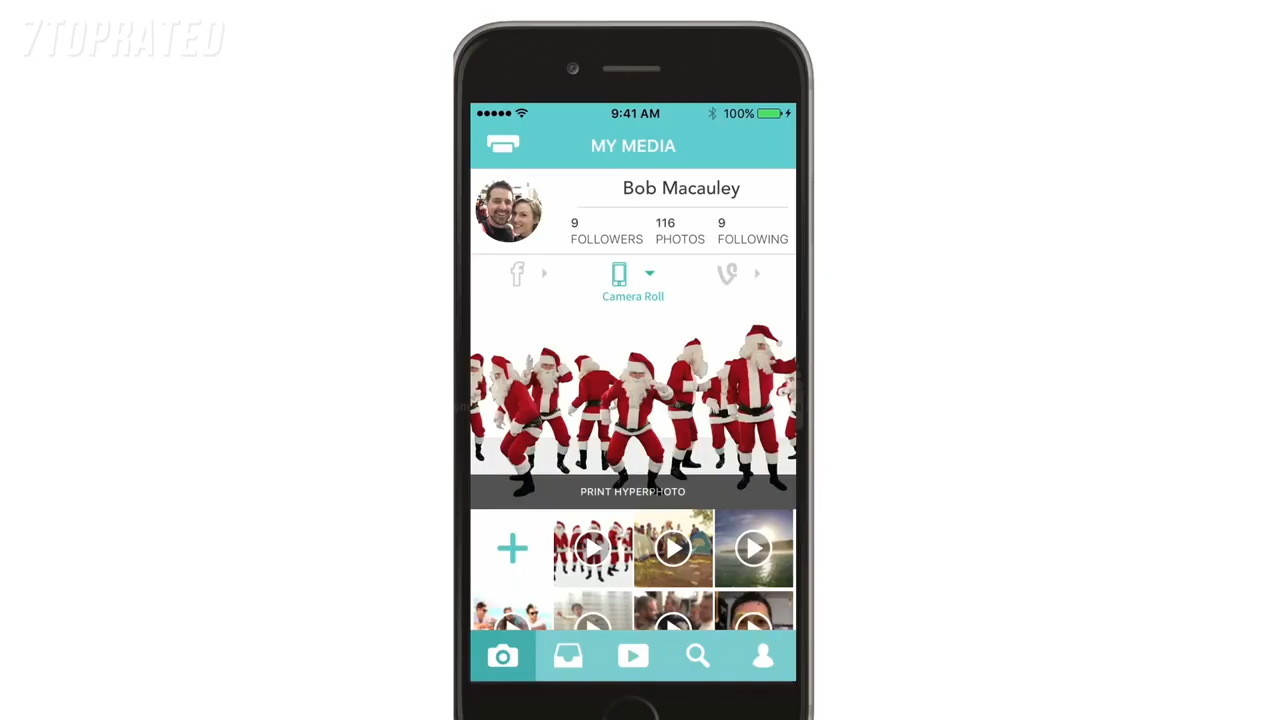 7TOPRATED
9:41 AM
100%
MY MEDIA
Bob Macauley
9
116
9
FOLLOWERS
PHOTOS
FOLLOWING
Camera Roll
PRINT HYPERPHOTO